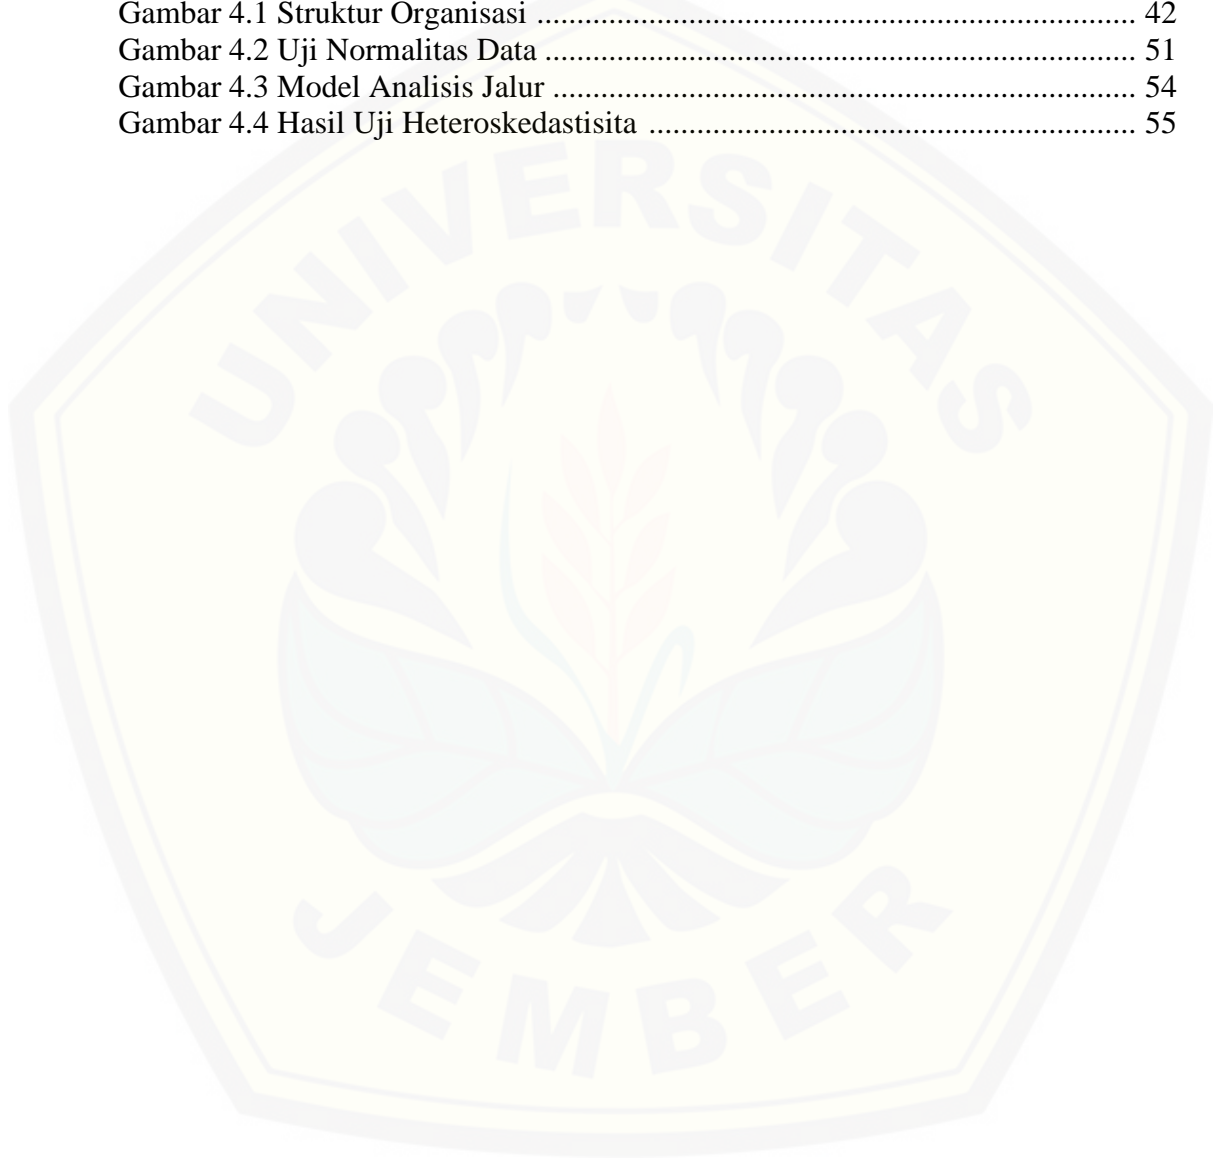 Gambar 4.1 Struktur Organisasi ........................................................................... 42
Gambar 4.2 Uji Normalitas Data .......................................................................... 51
Gambar 4.3 Model Analisis Jalur ......................................................................... 54
Gambar 4.4 Hasil Uji Heteroskedastisita ............................................................. 55
UNIVERSITAS
JEMBER